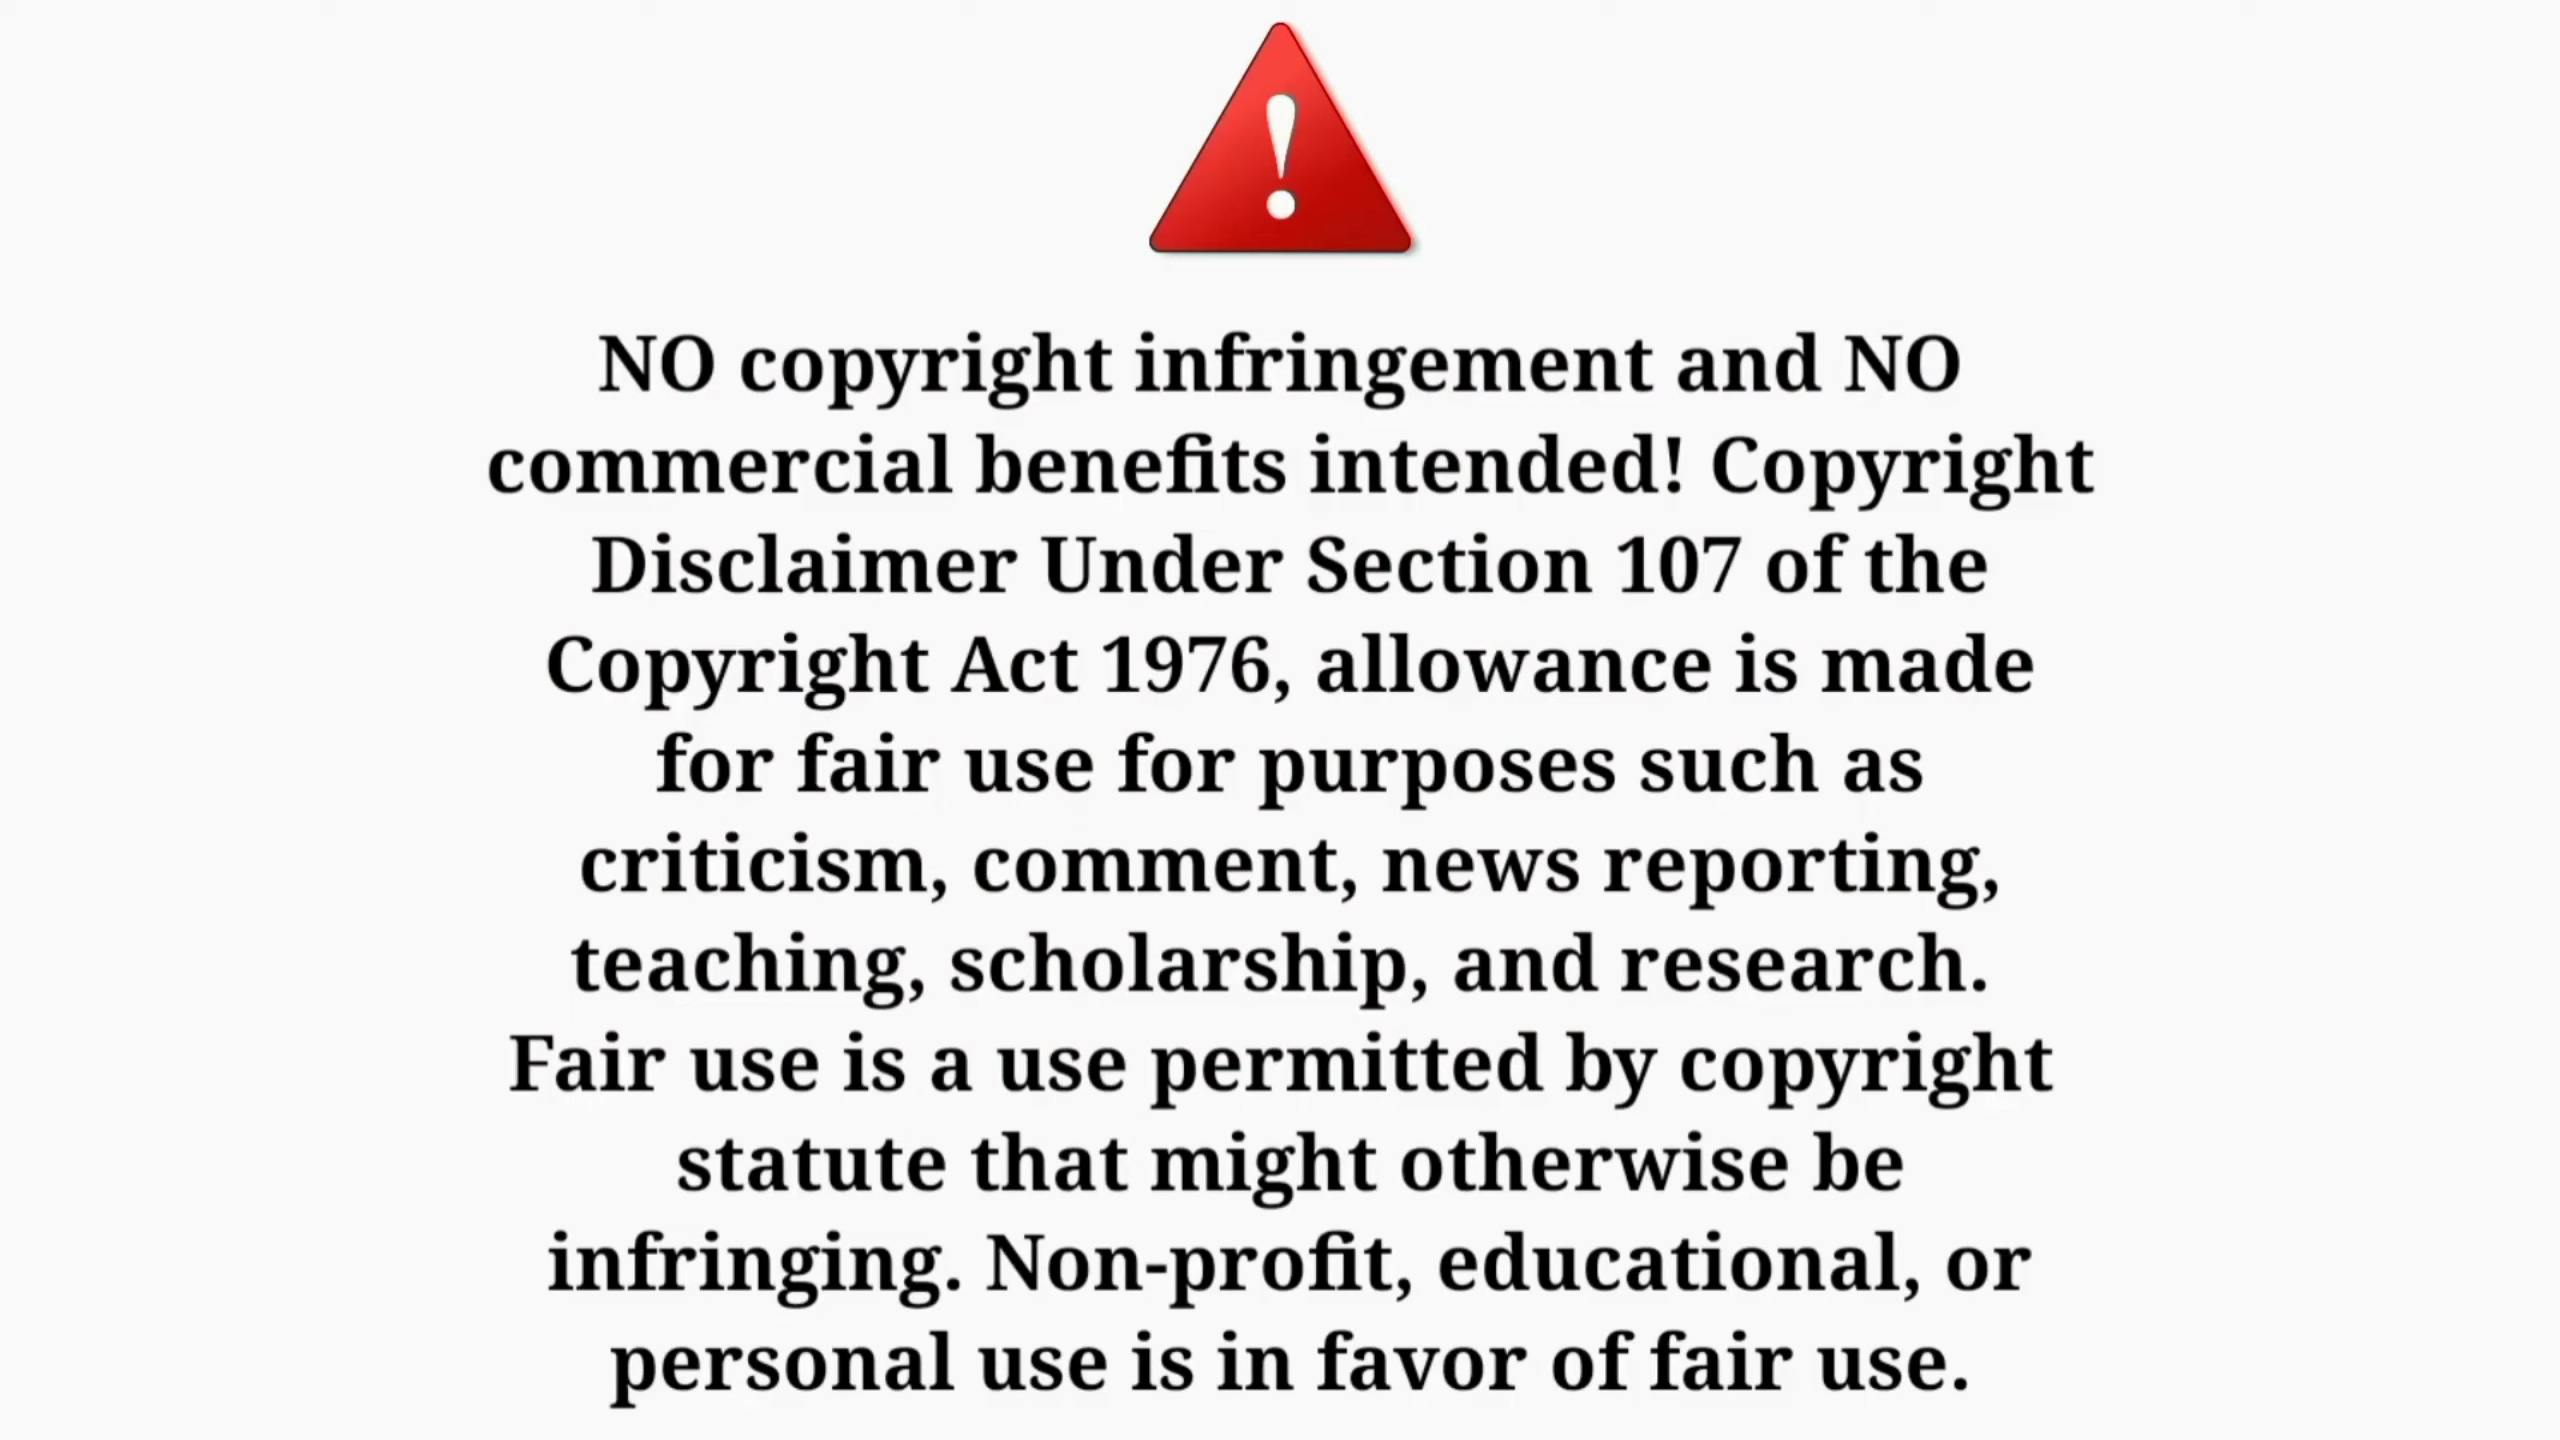 NO copyright infringement and NO
commercial benefits intended! Copyright
Disclaimer Under Section 107 of the
Copyright Act 1976, allowance is made
for fair use for purposes such as
criticism, comment, news reporting,
teaching, scholarship, and research.
Fair use is a use permitted by copyright
statute that might otherwise be
infringing. Non-profit, educational, or
personal use is in favor of fair use.